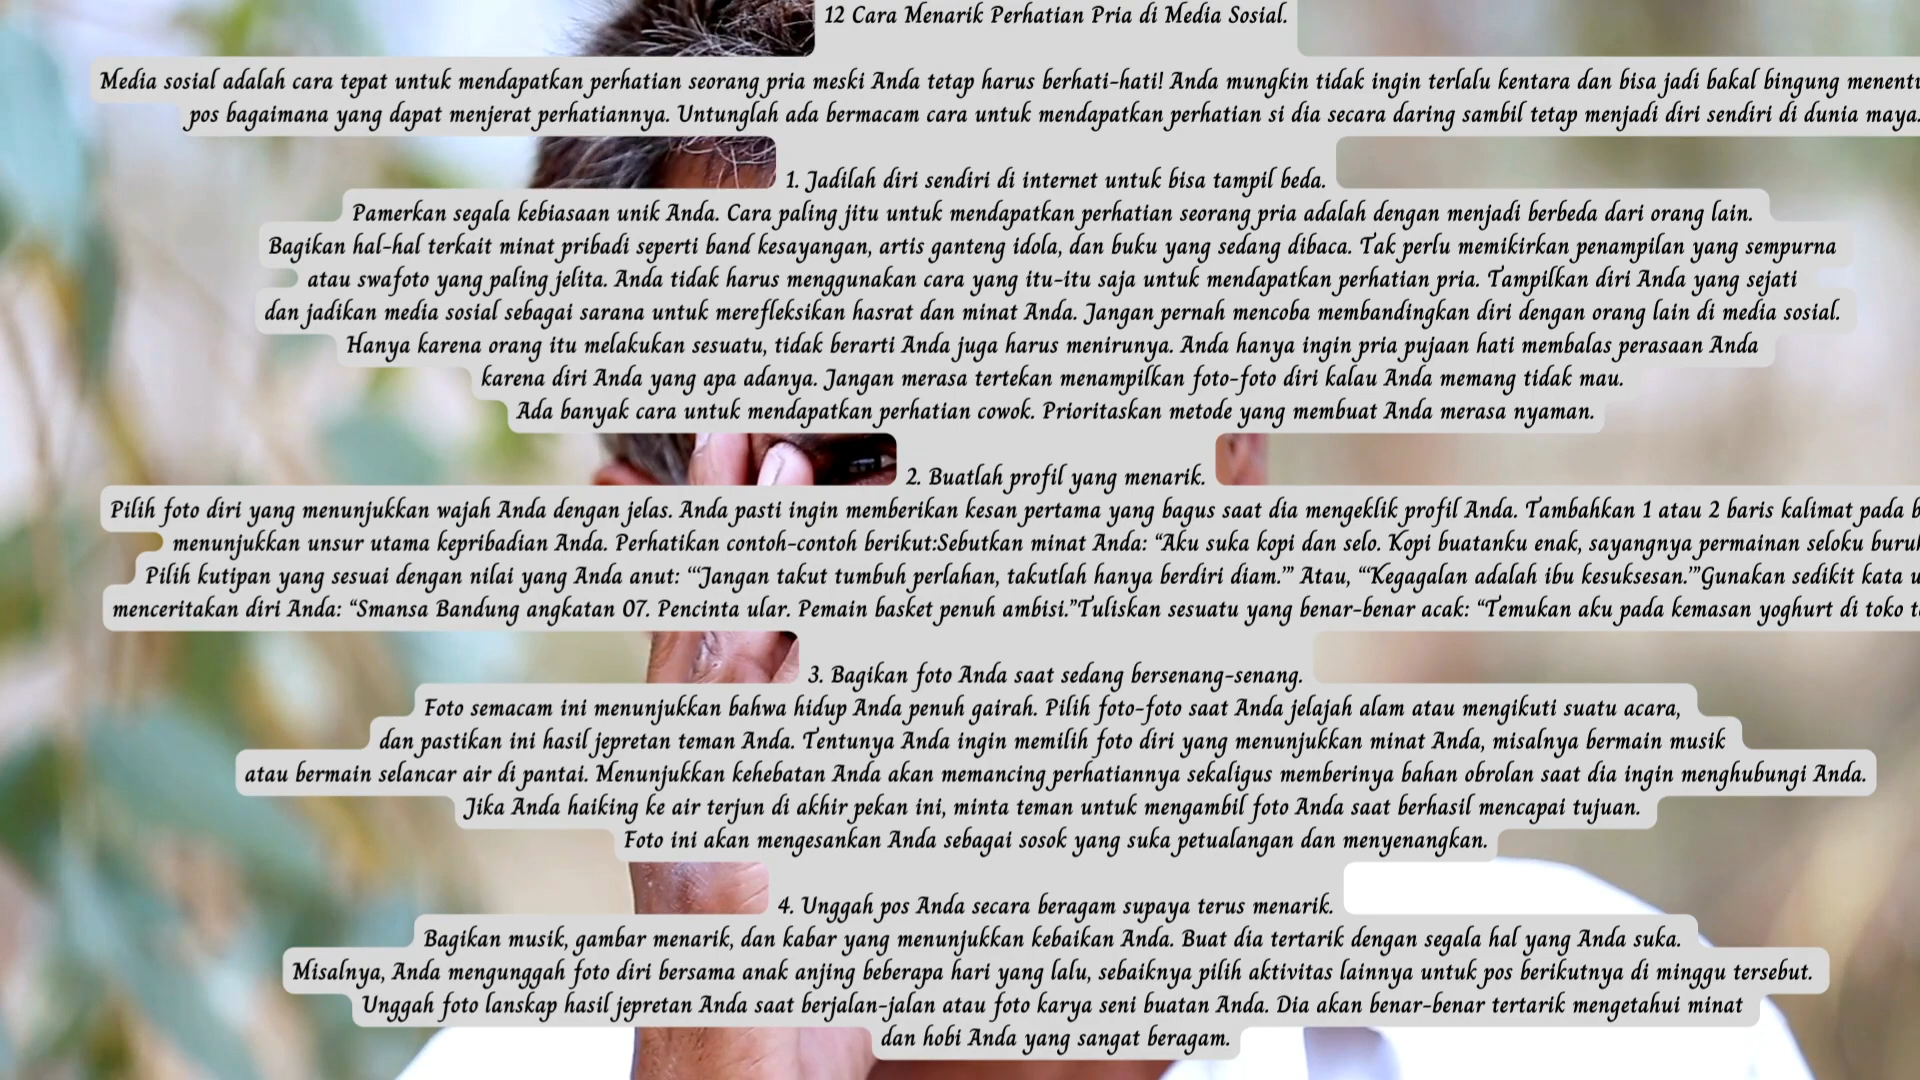 12 Cara Menarik Perhatian Pria di Media Sosial.
Media sosial adalah cara tepat untuk mendapatkan perhatian seorang pria meski Anda tetap harus berhati-hati! Anda mungkin tidak ingin terlalu kentara dan bisa jadi bakal bingung
pos bagaimana yang dapat menjerat perhatiannya. Untunglah ada bermacam cara untuk mendapatkan perhatian si dia secara daring sambil tetap menjadi diri sendiri di dunia maya.
1. Jadilah diri sendiri di internet untuk bisa tampil beda.
Pamerkan segala kebiasaan unik Anda. Cara paling jitu untuk mendapatkan perhatian seorang pria adalah dengan menjadi berbeda dari orang lain.
Bagikan hal-hal terkait minat pribadi seperti band kesayangan, artis ganteng idola, dan buku yang sedang dibaca. Tak perlu memikirkan penampilan yang sempurna
atau swafoto yang paling jelita. Anda tidak harus menggunakan cara yang itu-itu saja untuk mendapatkan perhatian pria. Tampilkan diri Anda yang sejati
dan jadikan media sosial sebagai sarana untuk merefleksikan hasrat dan minat Anda. Jangan pernah mencoba membandingkan diri dengan orang lain di media sosial.
Hanya karena orang itu melakukan sesuatu, tidak berarti Anda juga harus menirunya. Anda hanya ingin pria pujaan hati membalas perasaan Anda
karena diri Anda yang apa adanya. Jangan merasa tertekan menampilkan foto-foto diri kalau Anda memang tidak mau.
Ada banyak cara untuk mendapatkan perhatian cowok. Prioritaskan metode yang membuat Anda merasa nyaman.
2. Buatlah profil yang menarik.
Pilih foto diri yang menunjukkan wajah Anda dengan jelas. Anda pasti ingin memberikan kesan pertama yang bagus saat dia mengeklik profil Anda. Tambahkan 1 atau 2 baris kalimat pada
menunjukkan unsur utama kepribadian Anda. Perhatikan contoh-contoh berikut:Sebutkan minat Anda: “Aku suka kopi dan selo. Kopi buatanku enak, sayangnya permainan seloku
Pilih kutipan yang sesuai dengan nilai yang Anda anut: “‘Jangan takut tumbuh perlahan, takutlah hanya berdiri diam.’” Atau, “‘Kegagalan adalah ibu kesuksesan.’”Gunakan sedikit kata
menceritakan diri Anda: “Smansa Bandung angkatan 07. Pencinta ular. Pemain basket penuh ambisi.”Tuliskan sesuatu yang benar-benar acak: “Temukan aku pada kemasan yoghurt di toko
3. Bagikan foto Anda saat sedang bersenang-senang.
Foto semacam ini menunjukkan bahwa hidup Anda penuh gairah. Pilih foto-foto saat Anda jelajah alam atau mengikuti suatu acara,
dan pastikan ini hasil jepretan teman Anda. Tentunya Anda ingin memilih foto diri yang menunjukkan minat Anda, misalnya bermain musik
atau bermain selancar air di pantai. Menunjukkan kehebatan Anda akan memancing perhatiannya sekaligus memberinya bahan obrolan saat dia ingin menghubungi Anda.
Jika Anda haiking ke air terjun di akhir pekan ini, minta teman untuk mengambil foto Anda saat berhasil mencapai tujuan.
Foto ini akan mengesankan Anda sebagai sosok yang suka petualangan dan menyenangkan.
4. Unggah pos Anda secara beragam supaya terus menarik.
Bagikan musik, gambar menarik, dan kabar yang menunjukkan kebaikan Anda. Buat dia tertarik dengan segala hal yang Anda suka.
Misalnya, Anda mengunggah foto diri bersama anak anjing beberapa hari yang lalu, sebaiknya pilih aktivitas lainnya untuk pos berikutnya di minggu tersebut.
Unggah foto lanskap hasil jepretan Anda saat berjalan-jalan atau foto karya seni buatan Anda. Dia akan benar-benar tertarik mengetahui minat
dan hobi Anda yang sangat beragam.